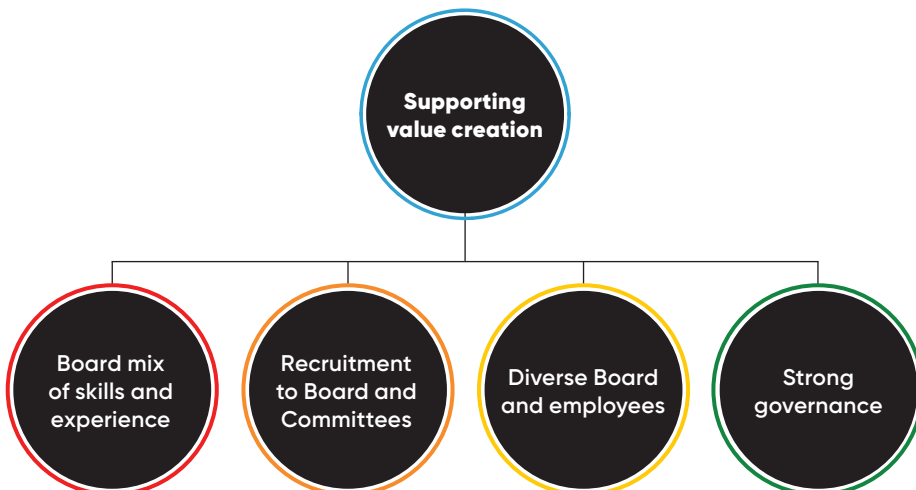 Supporting
value creation
Board mix
of skills and
experience
Recruitment
to Board and
Committees
Diverse Board
and employees
Strong
governance